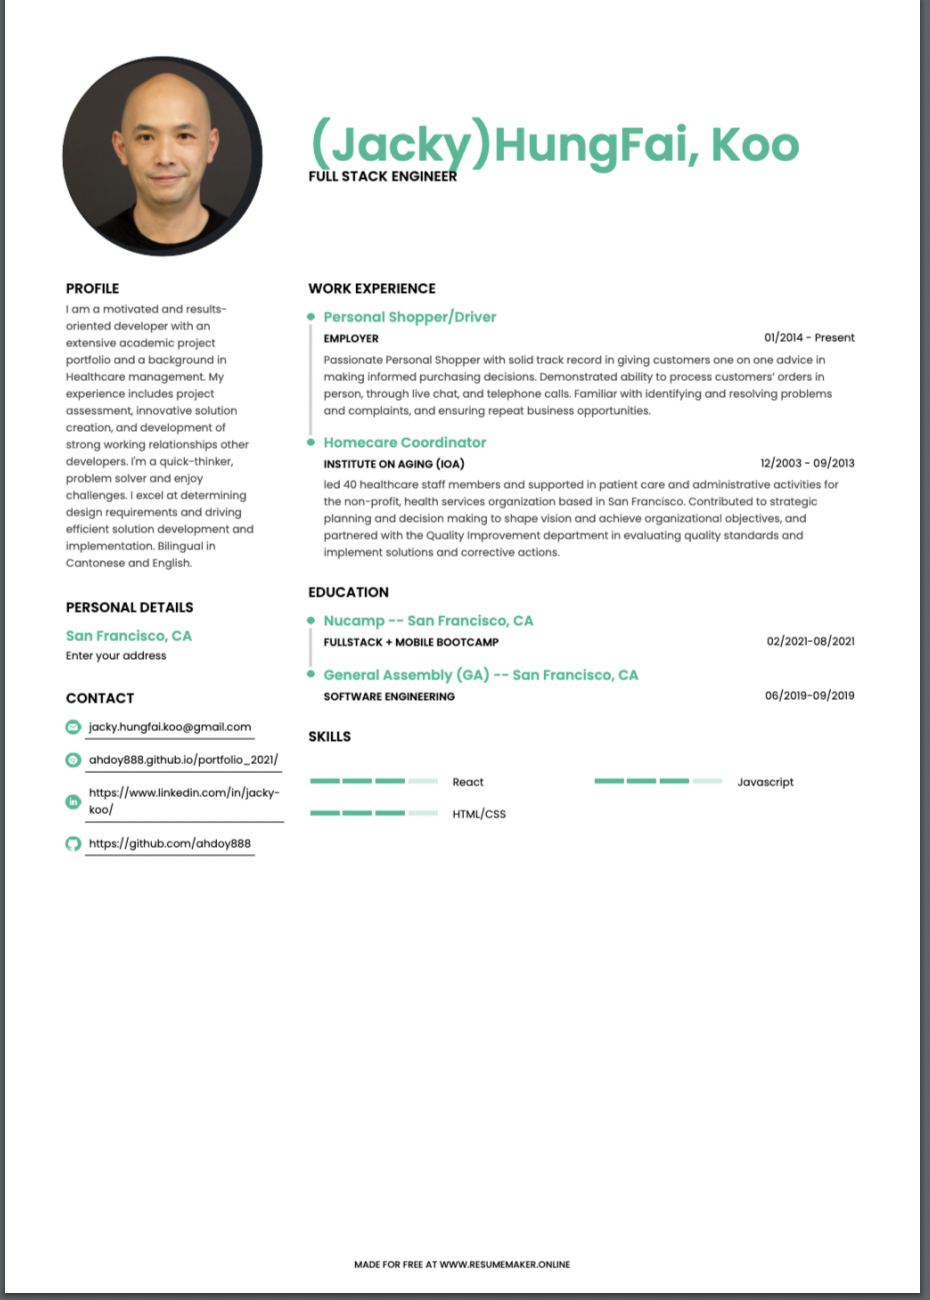 (Jacky)HungFai, Koo
FULL STACK ENGINEER
PROFILE
I am a motivated and results-
oriented developer with an
extensive academic project
portfolio and a background in
Healthcare management. My
experience includes project
assessment, innovative solution
creation, and development of
strong working relationships other
developers. I'm a quick-thinker,
problem solver and enjoy
challenges. I excel at determining
design requirements and driving
efficient solution development and
implementation. Bilingual in
Cantonese and English.
PERSONAL DETAILS
San Francisco, CA
Enter your address
CONTACT
jacky.hungfai.koo@gmail.com
ahdoy888.github.io/portfolio_2021/
in
https://www.linkedin.com/in/jacky-
koo/
https://github.com/ahdoy888
WORK EXPERIENCE
Personal Shopper/Driver
EMPLOYER 01/2014 - Present
Passionate Personal Shopper with solid track record in giving customers one on one advice in
making informed purchasing decisions. Demonstrated ability to process customers' orders in
person, through live chat, and telephone calls. Familiar with identifying and resolving problems
and complaints, and ensuring repeat business opportunities.
Homecare Coordinator
INSTITUTE ON AGING (IOA) 12/2003 - 09/2013
led 40 healthcare staff members and supported in patient care and administrative activities for
the non-profit, health services organization based in San Francisco. Contributed to strategic
planning and decision making to shape vision and achieve organizational objectives, and
partnered with the Quality Improvement department in evaluating quality standards and
implement solutions and corrective actions.
EDUCATION
Nucamp -- San Francisco, CA
FULLSTACK + MOBILE BOOTCAMP 02/2021-08/2021
General Assembly (GA) -- San Francisco, CA
SOFTWARE ENGINEERING 06/2019-09/2019
SKILLS
React Javascript
HTML/CSS
MADE FOR FREE AT WWW.RESUMEMAKER.ONLINE